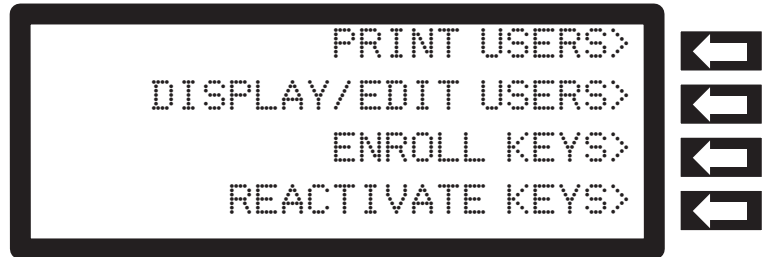 PRINT USERS>
DISPLAY/EDIT USERS>
ENROLL KEYS>
REACTIVATE KEYS>